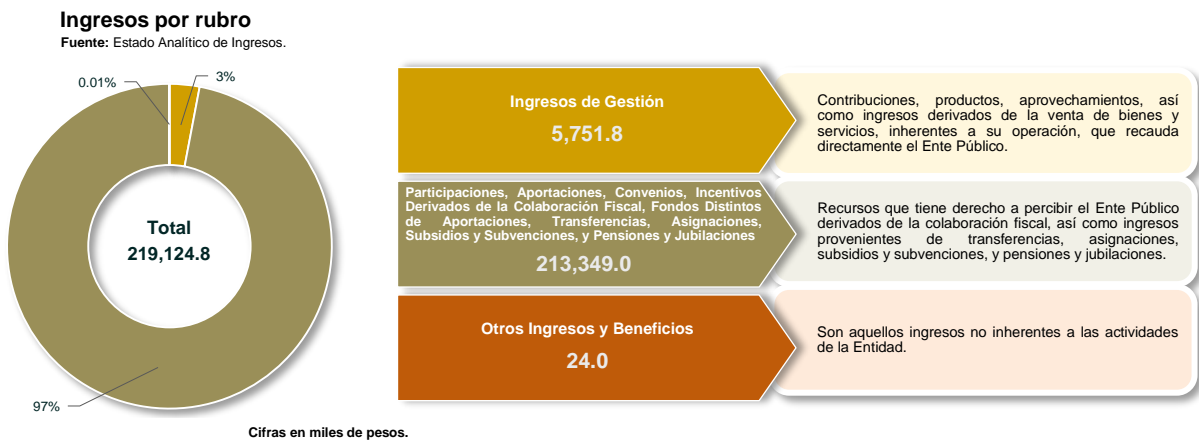 Ingresos por rubro
Fuente: Estado Analítico de Ingresos.
0.01%
3%
Total
219,124.8
97%
Ingresos de Gestión
5,751.8
Contribuciones, productos, aprovechamientos, así
como ingresos derivados de la venta de bienes y
servicios, inherentes a su operación, que recauda
directamente el Ente Público.
Participaciones, Aportaciones, Convenios, Incentivos
Derivados de la Colaboración Fiscal, Fondos Distintos
de Aportaciones, Transferencias, Asignaciones,
Subsidios y Subvenciones, y Pensiones y Jubilaciones
213,349.0
Recursos que tiene derecho a percibir el Ente Público
derivados de la colaboración fiscal, así como ingresos
provenientes de transferencias, asignaciones,
subsidios y subvenciones, y pensiones y jubilaciones.
Otros Ingresos y Beneficios
24.0
Son aquellos ingresos no inherentes a las actividades
de la Entidad.
Cifras en miles de pesos.